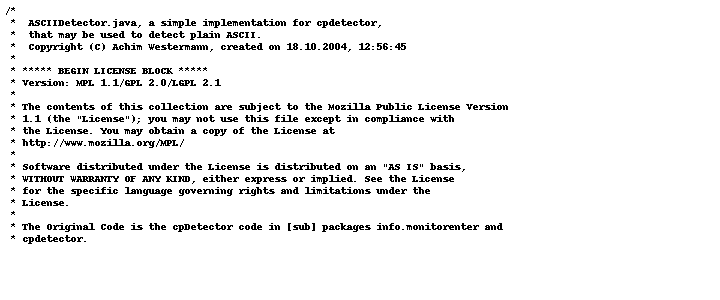 /*
 *  ASCIIDetector.java, a simple implementation for cpdetector,
 *  that may be used to detect plain ASCII.
 *  Copyright (C) Achim Westermann, created on 18.10.2004, 12:56:45
 *
 * ***** BEGIN LICENSE BLOCK *****
 * Version: MPL 1.1/GPL 2.0/LGPL 2.1
 *
 * The contents of this collection are subject to the Mozilla Public License Version
 * 1.1 (the "License"); you may not use this file except in compliance with
 * the License. You may obtain a copy of the License at
 * http://www.mozilla.org/MPL/
 *
 * Software distributed under the License is distributed on an "AS IS" basis,
 * WITHOUT WARRANTY OF ANY KIND, either express or implied. See the License
 * for the specific language governing rights and limitations under the
 * License.
 *
 * The Original Code is the cpDetector code in [sub] packages info.monitorenter and
 * cpdetector.